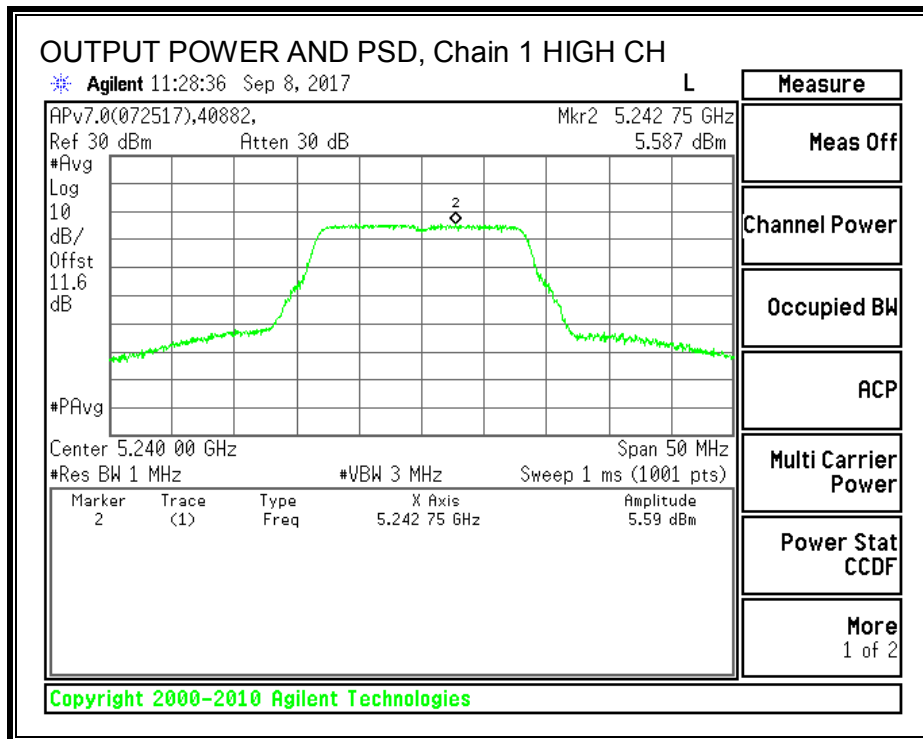 OUTPUT POWER AND PSD, Chain 1 HIGH CH
Agilent 11:28:36 Sep 8, 2017 L
APv7.0(072517),40882, Mkr2 5.242 75 GHz
Ref 30 dBm Atten 30 dB 5.587 dBm
#Avg
Log
10
dB/
Offst
11.6
dB
2
#PAvg
Center 5.240 00 GHz Span 50 MHz
#Res BW 1 MHz #VBW 3 MHz Sweep 1 ms (1001 pts)
Marker Trace Type X Axis Amplitude
2 (1) Freq 5.242 75 GHz 5.59 dBm
Measure
Meas Off
Channel Power
Occupied BW
ACP
Multi Carrier
Power
Power Stat
CCDF
More
1 of 2
Copyright 2000-2010 Agilent Technologies